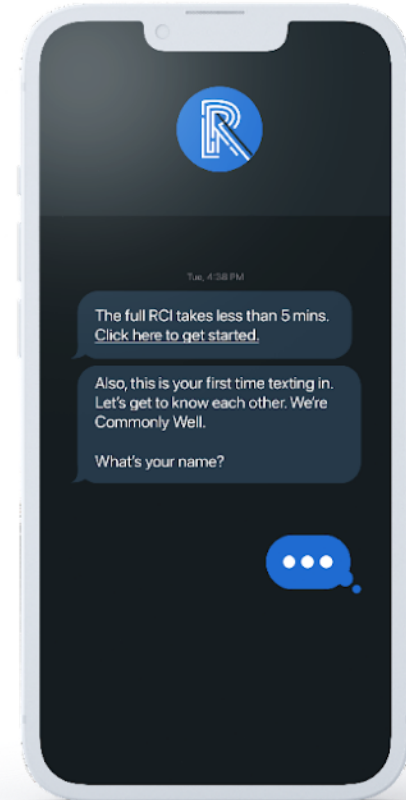 Tue, 4:38 PM
The full RCI takes less than 5 mins.
Click here to get started.
Also, this is your first time texting in.
Let's get to know each other. We're
Commonly Well.
What's your name?